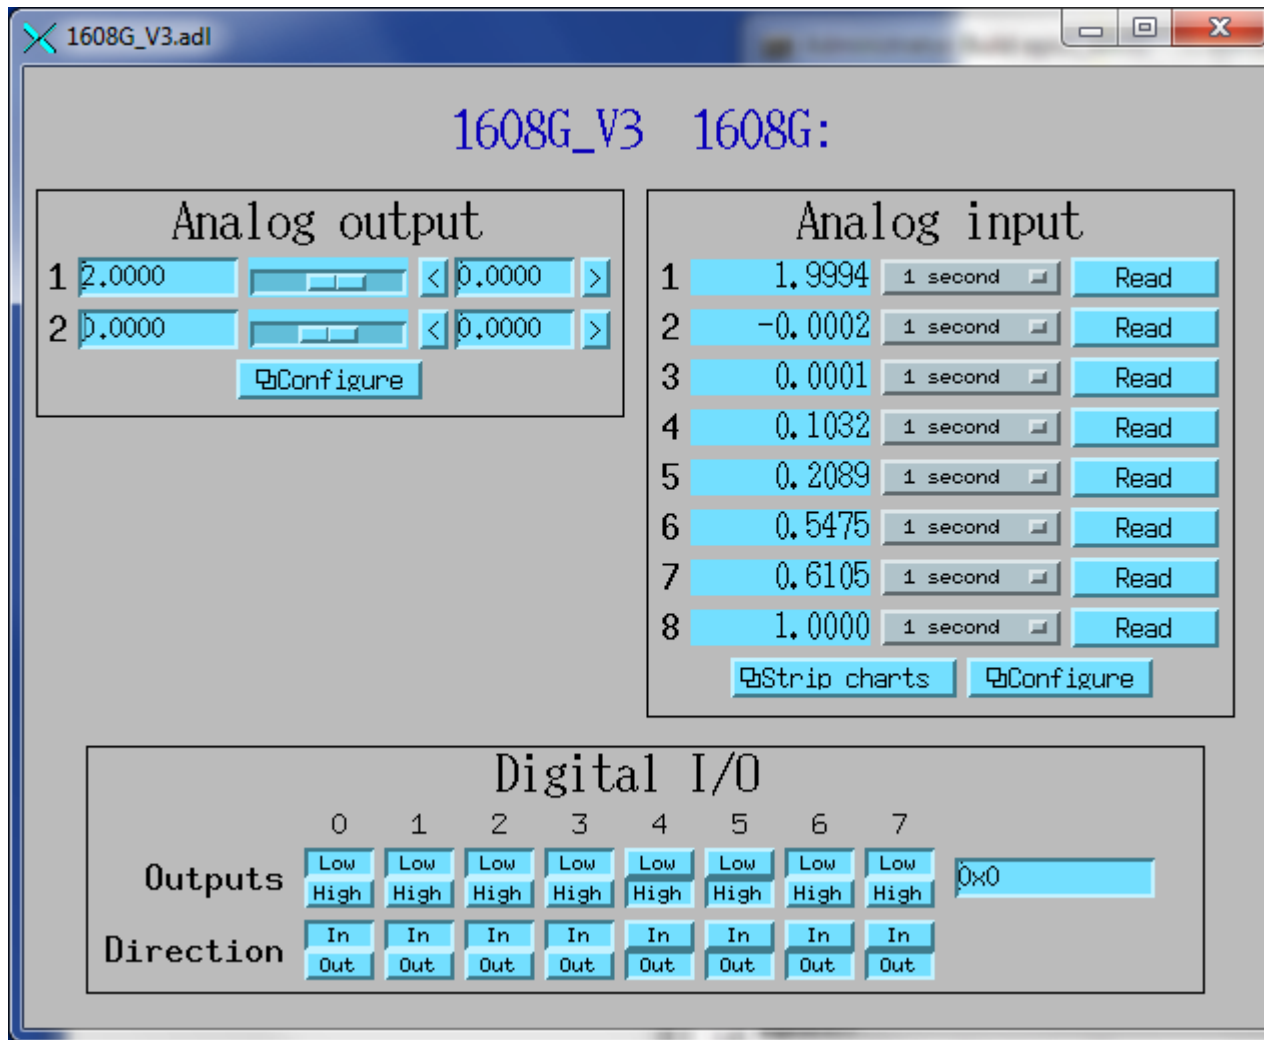 1608G_V3.adl
1608G_V3 1608G:
Analog output
1 2.0000 < 0.0000 >
2 0.0000 < 0.0000 >
Configure
Analog input
1 1.9994 1 second Read
2 -0.0002 1 second Read
3 0.0001 1 second Read
4 0.1032 1 second Read
5 0.2089 1 second Read
6 0.5475 1 second Read
7 0.6105 1 second Read
8 1.0000 1 second Read
Strip charts Configure
Digital I/O
0 1 2 3 4 5 6 7
Low Low Low Low Low Low Low Low
Outputs 0x0
High High High High High High High High
In In In In In In In In
Direction
Out Out Out Out Out Out Out Out